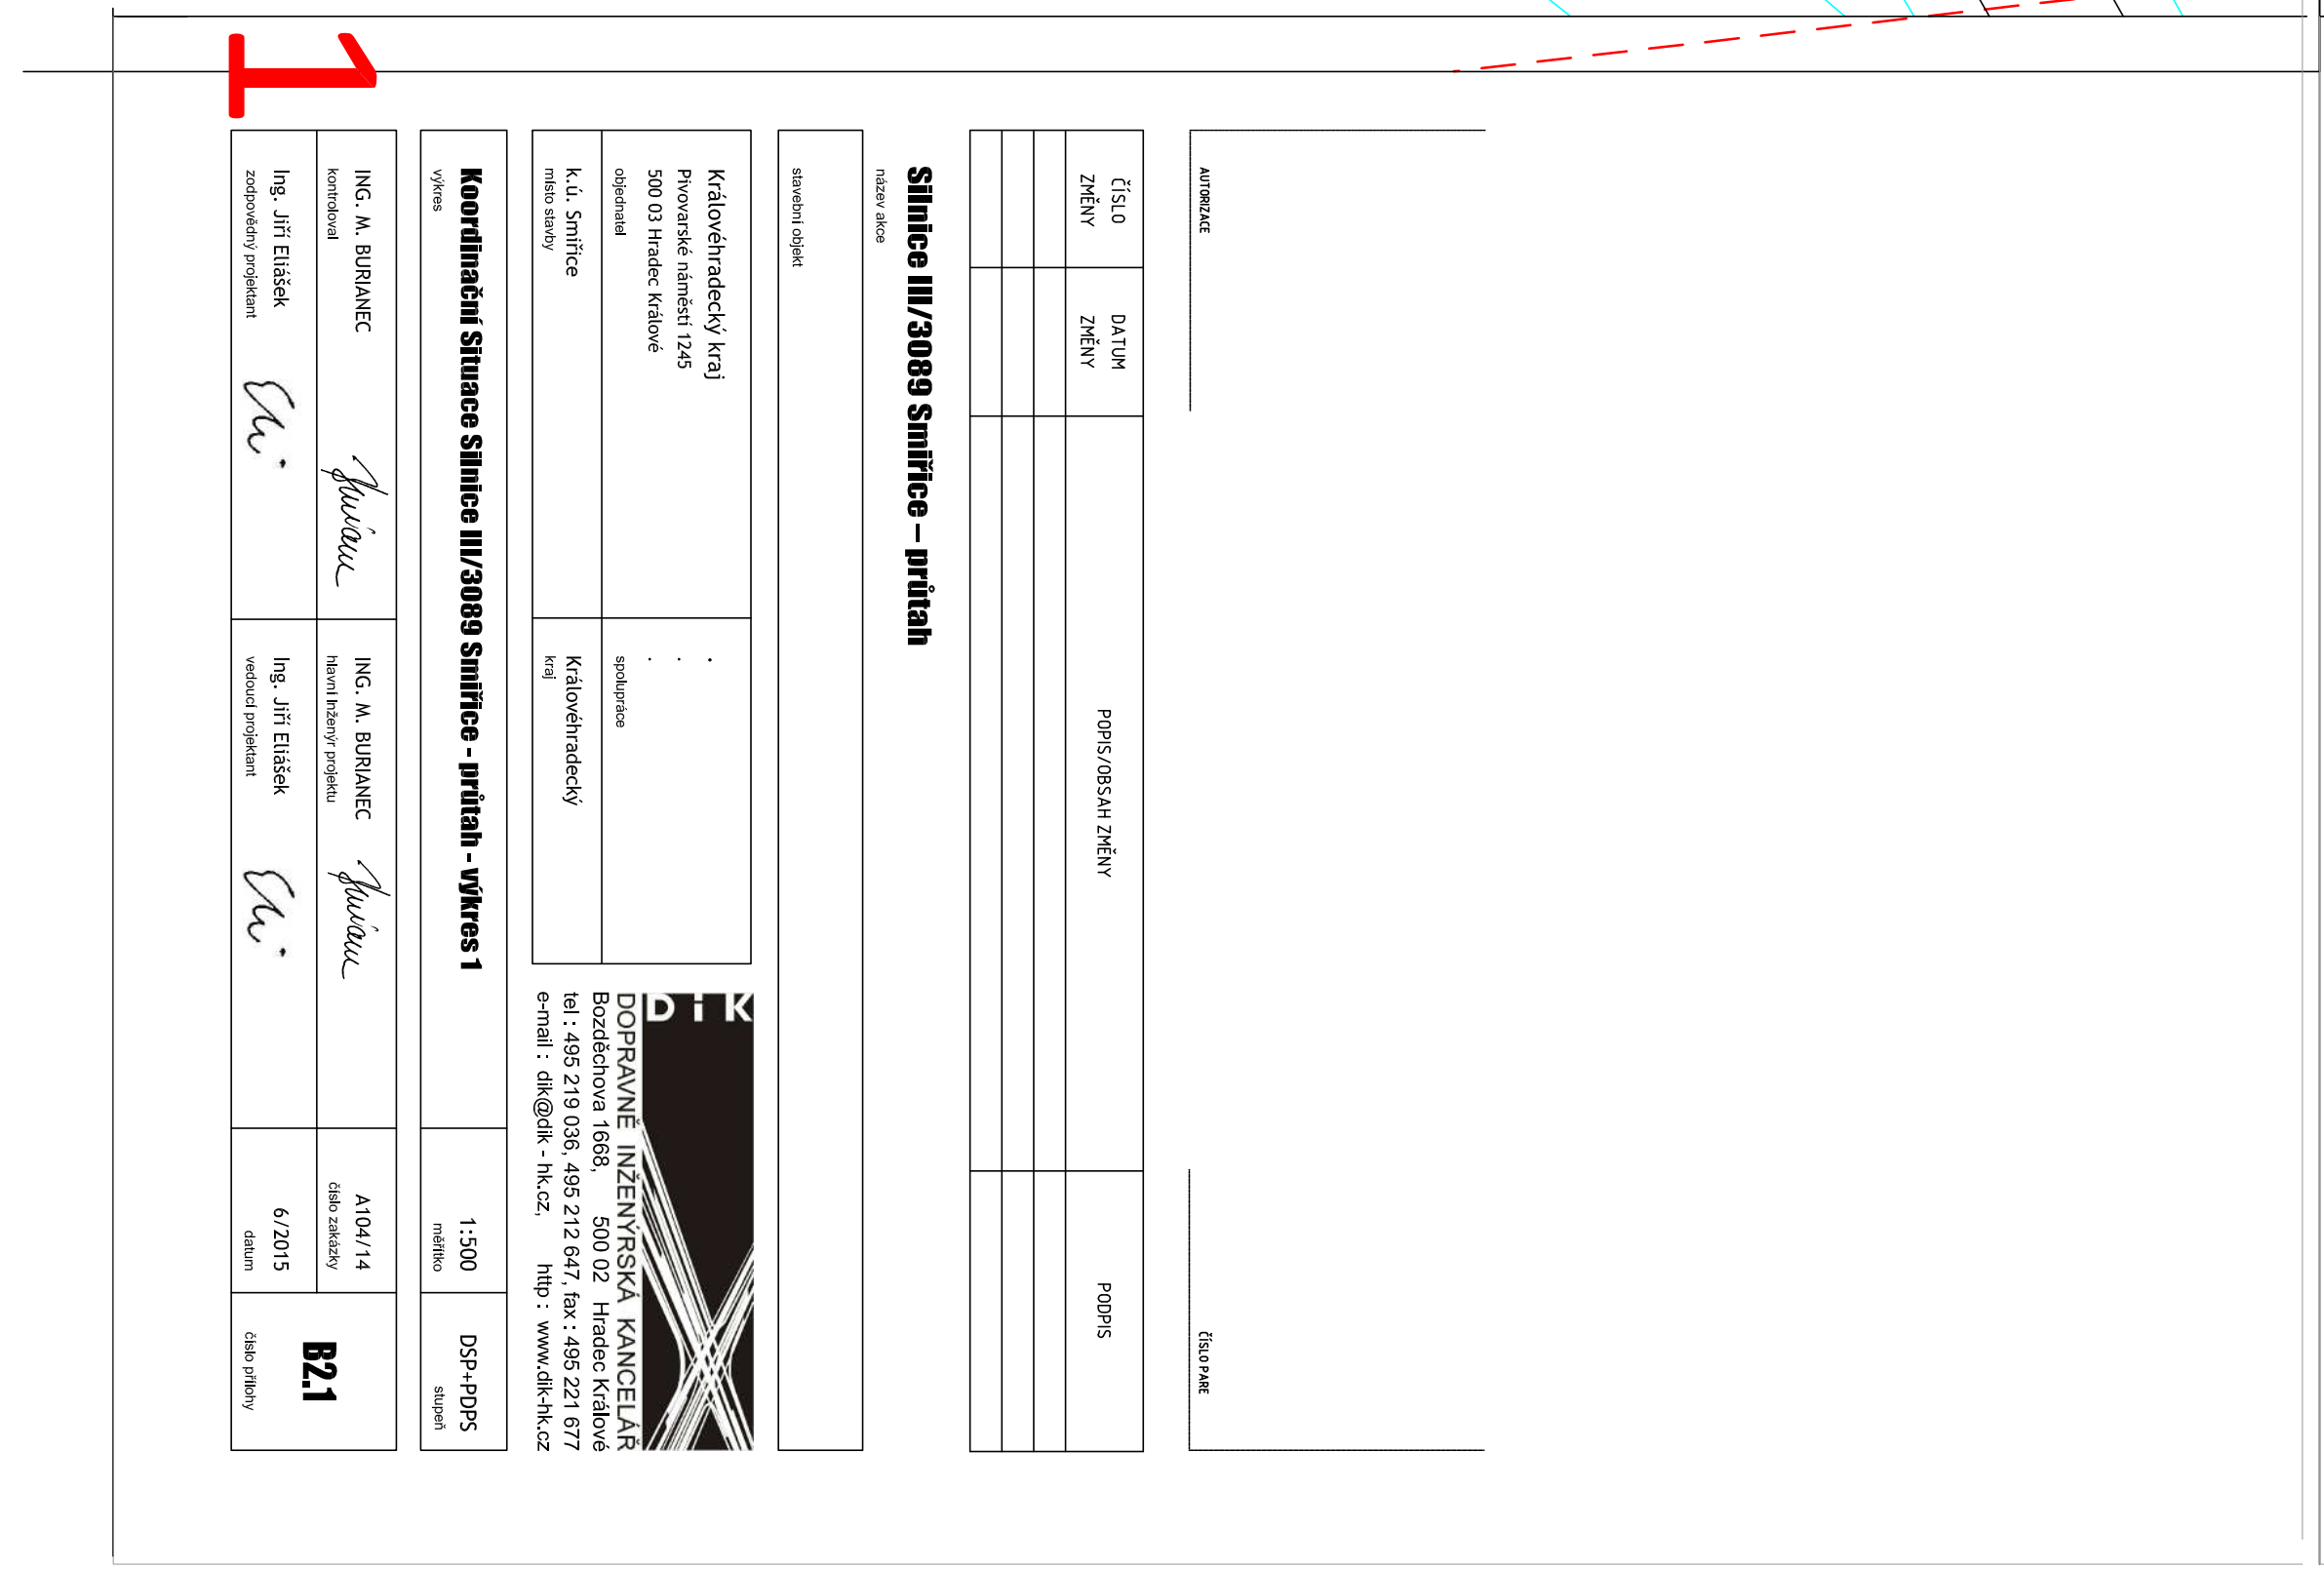 AUTORIZACE
ČÍSLO PARE
ČÍSLO
ZMĚNY
DATUM
ZMĚNY
POPIS/OBSAH ZMĚNY
PODPIS
Silnice III/3089 Smiřice – průtah
název akce
stavební objekt
Královéhradecký kraj
Pivovarské náměstí 1245
500 03 Hradec Králové
objednatel
.
.
.
spolupráce
k.ú. Smiřice
místo stavby
Královéhradecký
kraj
DiK
DOPRAVNĚ INŽENÝRSKÁ KANCELÁŘ
Bozděchova 1668, 500 02 Hradec Králové
tel : 495 219 036, 495 212 647, fax : 495 221 677
e-mail : dik@dik - hk.cz, http : www.dik-hk.cz
Koordinační Situace Silnice III/3089 Smiřice - průtah - výkres 1
výkres
1:500
měřítko
DSP+PDPS
stupeň
ING. M. BURIANEC
kontroloval
ING. M. BURIANEC
hlavní inženýr projektu
A104/14
číslo zakázky
Ing. Jiří Eliášek
zodpovědný projektant
Ing. Jiří Eliášek
vedoucí projektant
6/2015
datum
B2.1
číslo přílohy
1